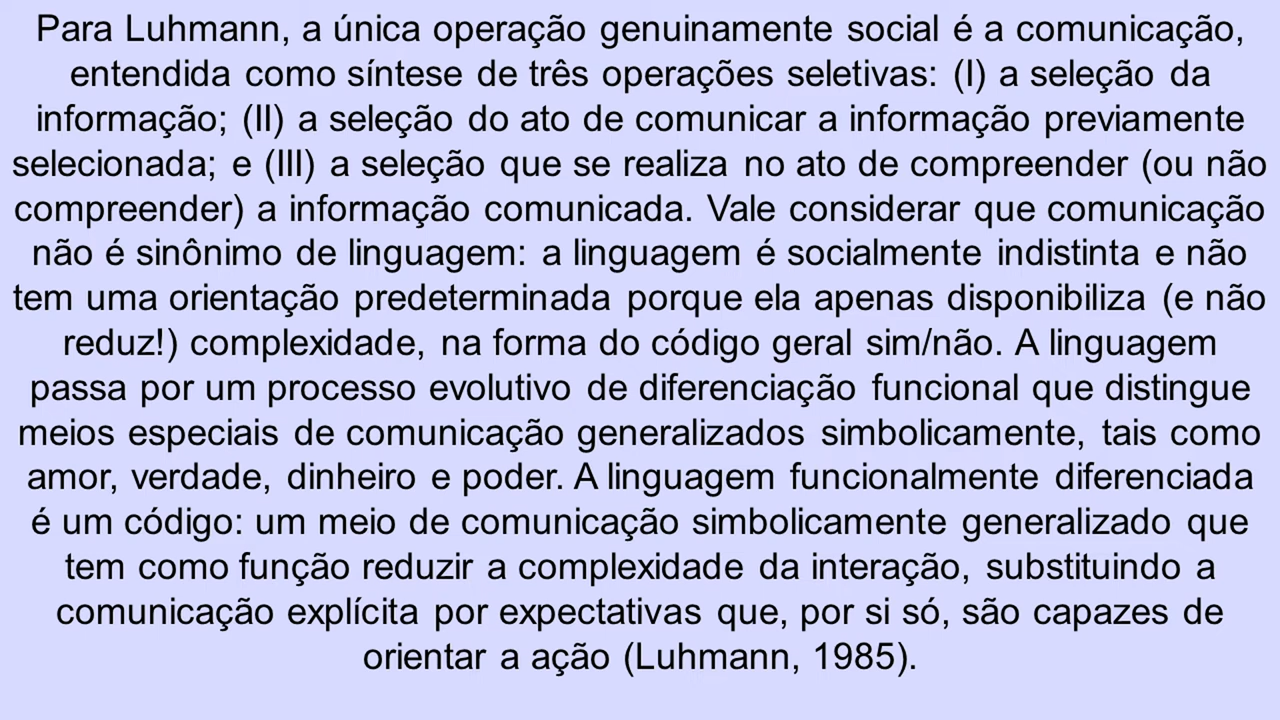 Para Luhmann, a única operação genuinamente social é a comunicação,
entendida como síntese de três operações seletivas: (I) a seleção da
informação; (II) a seleção do ato de comunicar a informação previamente
selecionada; e (III) a seleção que se realiza no ato de compreender (ou não
compreender) a informação comunicada. Vale considerar que comunicação
não é sinônimo de linguagem: a linguagem é socialmente indistinta e não
tem uma orientação predeterminada porque ela apenas disponibiliza (e não
reduz!) complexidade, na forma do código geral sim/não. A linguagem
passa por um processo evolutivo de diferenciação funcional que distingue
meios especiais de comunicação generalizados simbolicamente, tais como
amor, verdade, dinheiro e poder. A linguagem funcionalmente diferenciada
é um código: um meio de comunicação simbolicamente generalizado que
tem como função reduzir a complexidade da interação, substituindo a
comunicação explícita por expectativas que, por si só, são capazes de
orientar a ação (Luhmann, 1985).